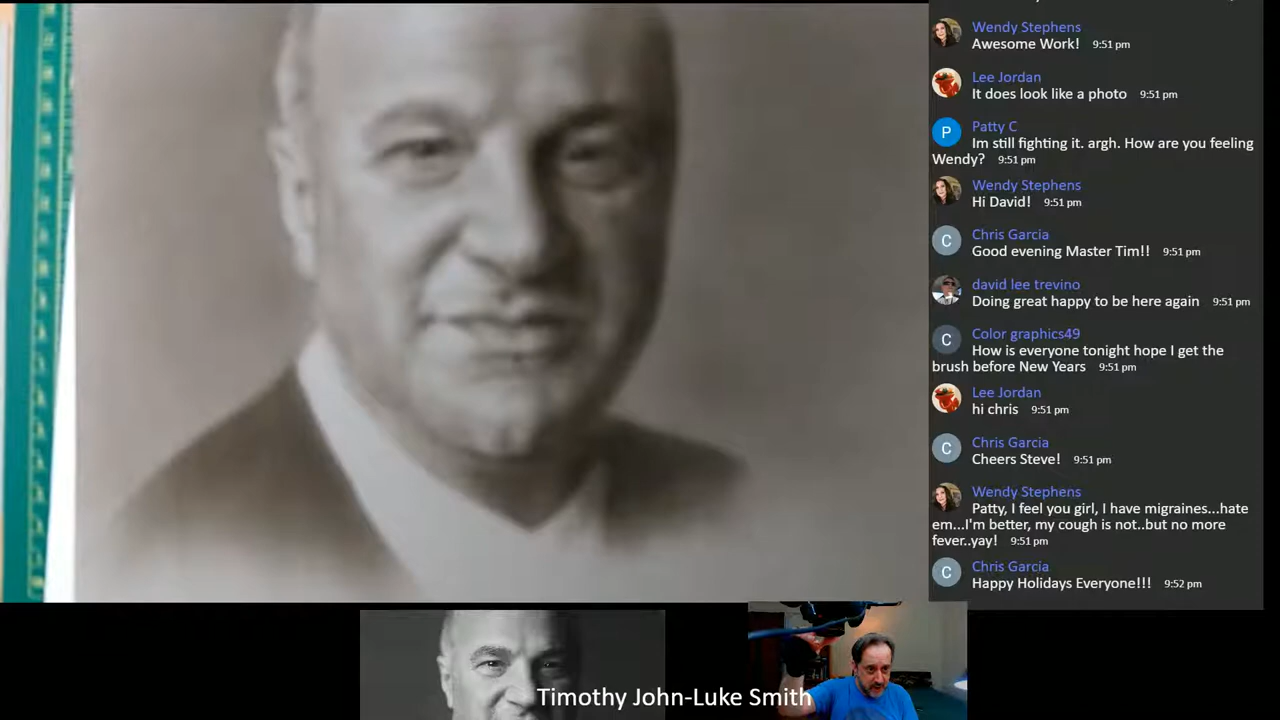 Wendy Stephens
Awesome Work! 9:51 pm
Lee Jordan
It does look like a photo 9:51 pm
P Patty C
Im still fighting it. argh. How are you feeling
Wendy? 9:51 pm
Wendy Stephens
Hi David! 9:51 pm
C Chris Garcia
Good evening Master Tim!! 9:51 pm
david lee trevino
Doing great happy to be here again 9:51 pm
C Color graphics49
How is everyone tonight hope I get the
brush before New Years 9:51 pm
Lee Jordan
hi chris 9:51 pm
C Chris Garcia
Cheers Steve! 9:51 pm
Wendy Stephens
Patty, I feel you girl, I have migraines...hate
em...I'm better, my cough is not..but no more
fever..yay! 9:51 pm
C Chris Garcia
Happy Holidays Everyone!!! 9:52 pm
Timothy John-Luke Smith